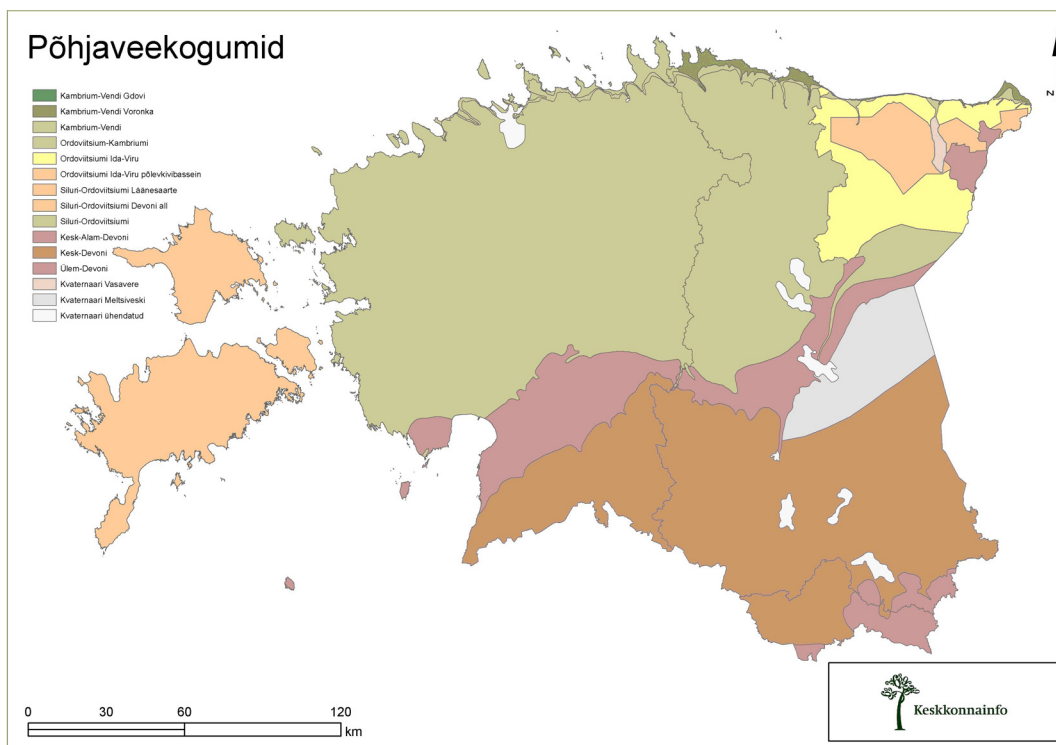 Põhjaveekogumid
Kambrium-Vendi Gdovi
Kambrium-Vendi Voronka
Kambrium-Vendi
Ordoviitsium-Kambriumi
Ordoviitsiumi Ida-Viru
Ordoviitsiumi Ida-Viru põlevkivibassein
Siluri-Ordoviitsiumi Läänesaarte
Siluri-Ordoviitsiumi Devoni all
Siluri-Ordoviitsiumi
Kesk-Alam-Devoni
Kesk-Devoni
Ülem-Devoni
Kvaternaari Vasavere
Kvaternaari Meltsiveski
Kvaternaari ühendatud
0 30 60 120
km
Keskkonnainfo